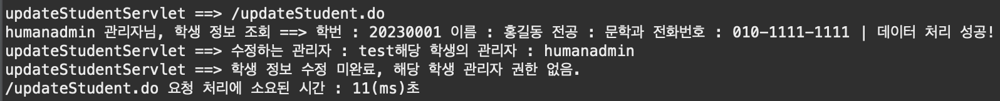 updateStudentServlet ==> /updateStudent.do
humanadmin 관리자님, 학생 정보 조회 ==> 학번 : 20230001 이름 : 홍길동 전공 : 문학과 전화번호 : 010-1111-1111 | 데이터 처리 성공!
updateStudentServlet ==> 수정하는 관리자 : test해당 학생의 관리자 : humanadmin
updateStudentServlet ==> 학생 정보 수정 미완료, 해당 학생 관리자 권한 없음.
/updateStudent.do 요청 처리에 소요된 시간 : 11(ms)초